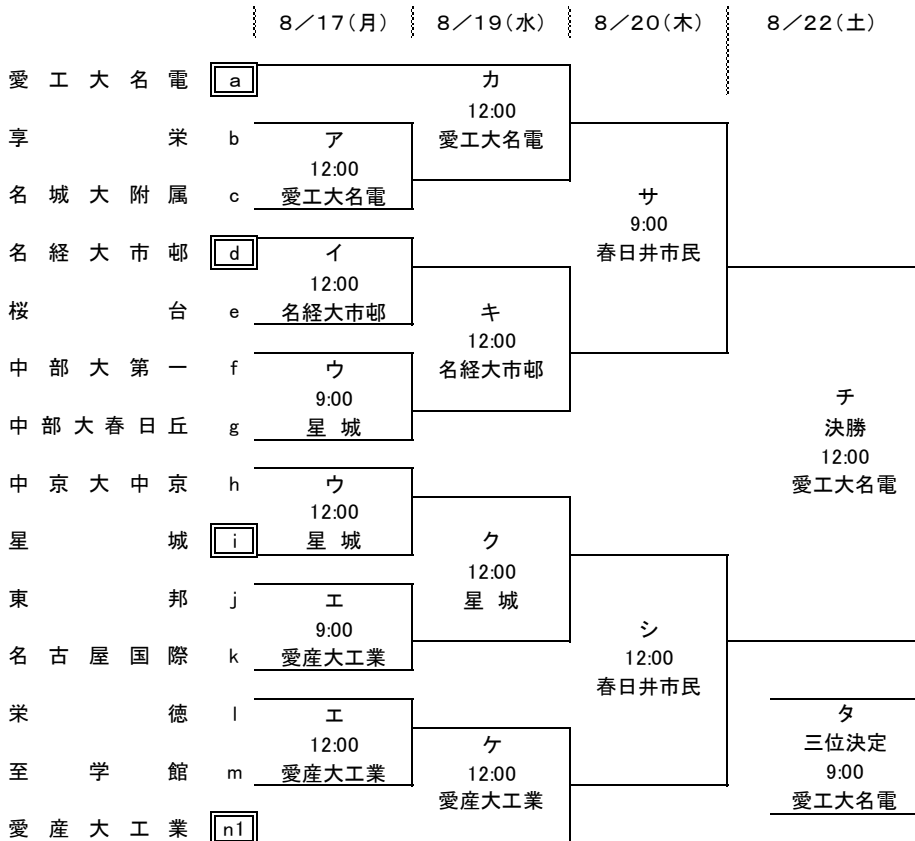 8／17（月） 8／19（水） 8／20（木） 8／22（土）
愛工大名電 a
カ
12:00
愛工大名電
享栄 b
ア
12:00
愛工大名電
名城大附属 c
サ
9:00
春日井市民
名経大市邨 d
イ
12:00
名経大市邨
桜台 e
キ
12:00
名経大市邨
中部大第一 f
ウ
9:00
星 城
中部大春日丘 g
チ
決勝
12:00
愛工大名電
中京大中京 h
ウ
12:00
星 城
星城 i
ク
12:00
星 城
東邦 j
エ
9:00
愛産大工業
名古屋国際 k
シ
12:00
春日井市民
栄徳 l
エ
12:00
愛産大工業
至学館 m
ケ
12:00
愛産大工業
タ
三位決定
9:00
愛工大名電
愛産大工業 n1